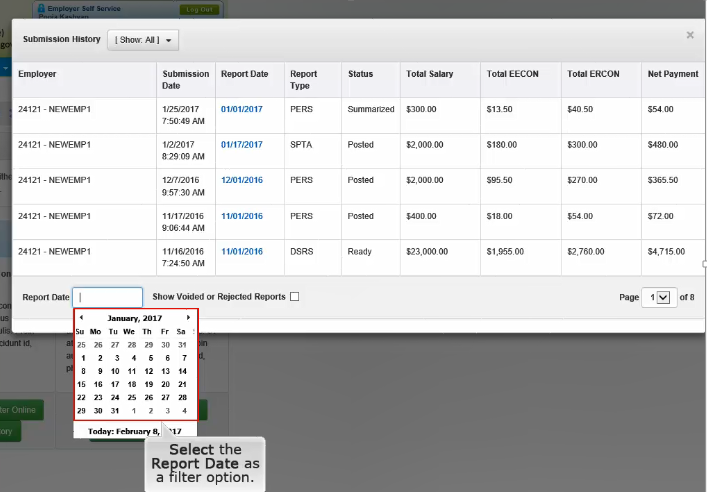 Employer Self Service
Log Out
Submission History [ Show: All ] ×
Employer Submission Date Report Date Report Type Status Total Salary Total EECON Total ERCON Net Payment
24121 - NEWEMP1 1/25/2017 7:50:49 AM 01/01/2017 PERS Summarized $300.00 $13.50 $40.50 $54.00
24121 - NEWEMP1 1/2/2017 8:29:09 AM 01/17/2017 SPTA Posted $2,000.00 $180.00 $300.00 $480.00
24121 - NEWEMP1 12/7/2016 9:57:30 AM 12/01/2016 PERS Posted $2,000.00 $95.50 $270.00 $365.50
24121 - NEWEMP1 11/17/2016 9:06:44 AM 11/01/2016 PERS Posted $400.00 $18.00 $54.00 $72.00
24121 - NEWEMP1 11/16/2016 7:24:50 AM 11/01/2016 DSRS Ready $23,000.00 $1,955.00 $2,760.00 $4,715.00
Report Date Show Voided or Rejected Reports Page 1 of 8
January, 2017
Su Mo Tu We Th Fr Sa
25 26 27 28 29 30 31
1 2 3 4 5 6 7
8 9 10 11 12 13 14
15 16 17 18 19 20 21
22 23 24 25 26 27 28
29 30 31 1 2 3 4
Today: February 8, 2017
cidunt id,
ter Online
ory
Select the
Report Date as
a filter option.